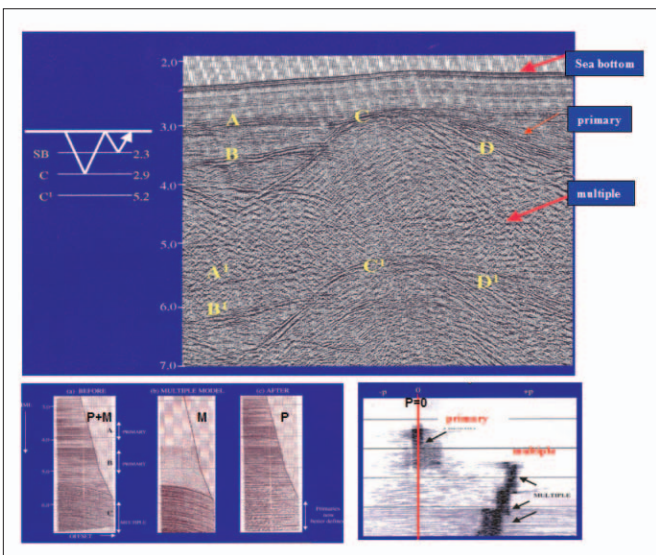 2.0
3.0
4.0
5.0
6.0
7.0
Sea bottom
primary
multiple
A
B
C
D
A¹
B¹
C¹
D¹
SB 2.3
C 2.9
C¹ 5.2
(a) BEFORE
(b) MULTIPLE MODEL
(c) AFTER
P+M
M
P
A
B
C
OFFSET
-p
0
+p
P=0
primary
multiple
MULTIPLE